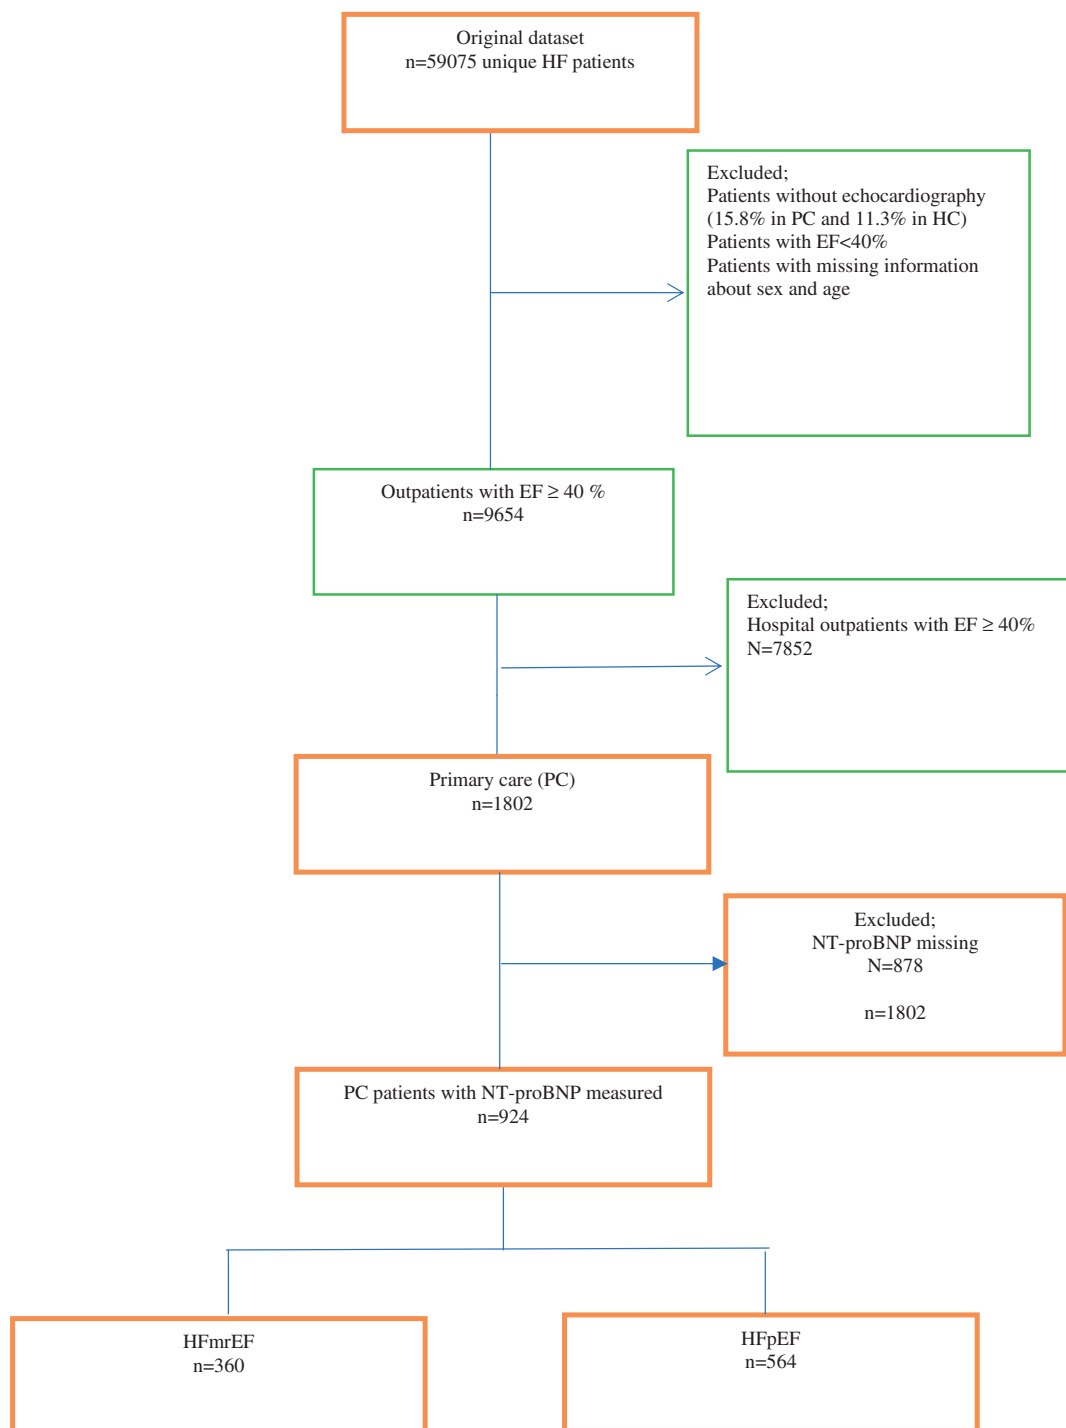 Original dataset
n=59075 unique HF patients
Excluded;
Patients without echocardiography
(15.8% in PC and 11.3% in HC)
Patients with EF<40%
Patients with missing information
about sex and age
Outpatients with EF ≥ 40 %
n=9654
Excluded;
Hospital outpatients with EF ≥ 40%
N=7852
Primary care (PC)
n=1802
Excluded;
NT-proBNP missing
N=878
n=1802
PC patients with NT-proBNP measured
n=924
HFmrEF
n=360
HFpEF
n=564